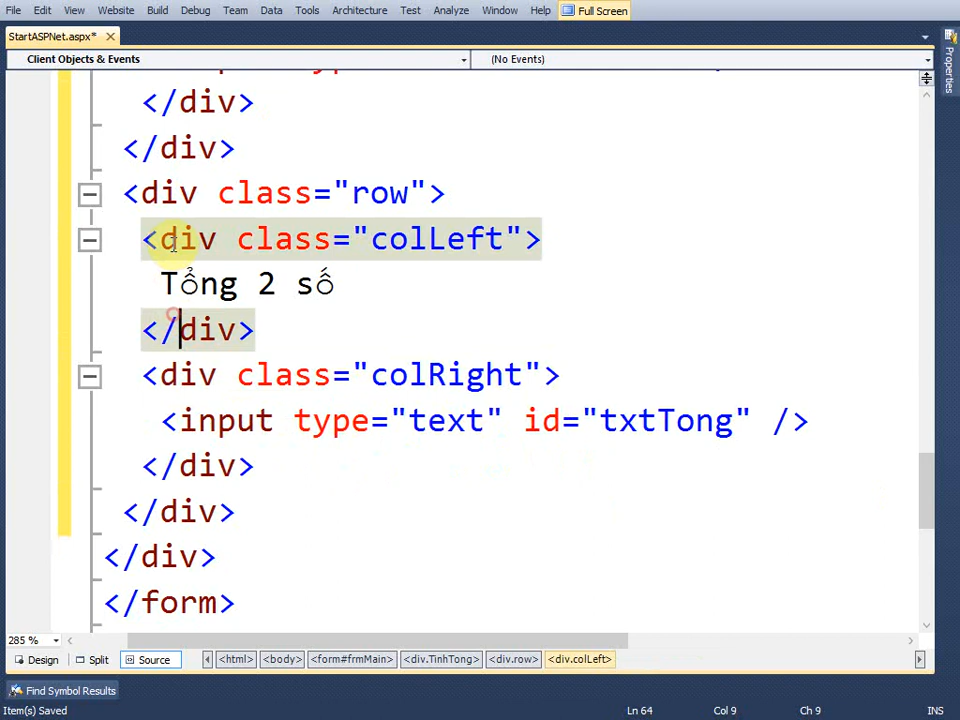 File Edit View Website Build Debug Team Data Tools Architecture Test Analyze Window Help Full Screen
StartASPNet.aspx*
Client Objects & Events (No Events)
Properties
</div>
</div>
<div class="row">
<div class="colLeft">
Tổng 2 số
</div>
<div class="colRight">
<input type="text" id="txtTong" />
</div>
</div>
</div>
</form>
285 %
Design Split Source <html> <body> <form#frmMain> <div.TinhTong> <div.row> <div.colLeft>
Find Symbol Results
Item(s) Saved Ln 64 Col 9 Ch 9 INS